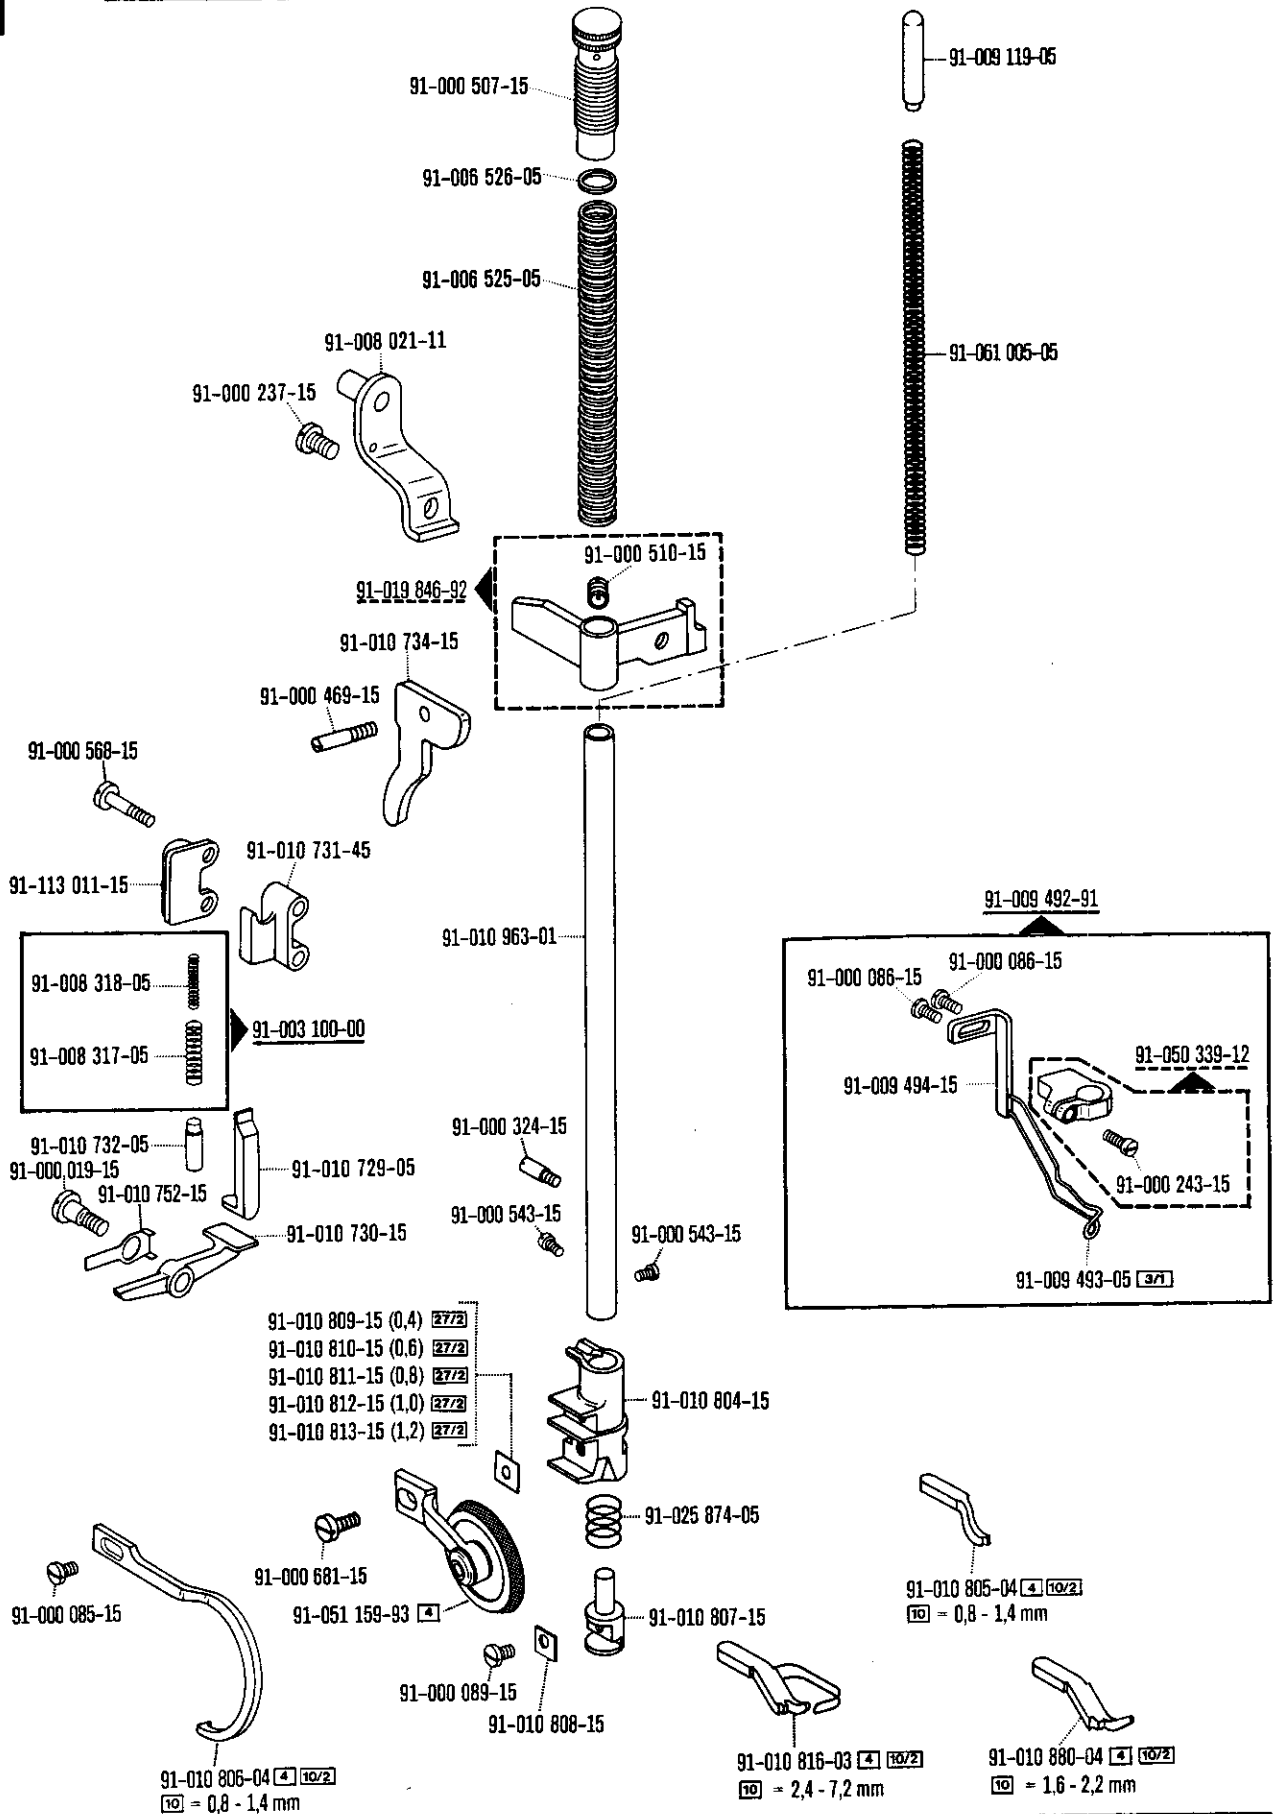 91-009 119-05
91-000 507-15
91-006 526-05
91-006 525-05
91-008 021-11
91-061 005-05
91-000 237-15
91-000 510-15
91-019 846-92
91-010 734-15
91-000 469-15
91-000 568-15
91-010 731-45
91-113 011-15
91-009 492-91
91-010 963-01
91-000 086-15
91-000 086-15
91-008 318-05
91-003 100-00
91-008 317-05
91-050 339-12
91-009 494-15
91-000 324-15
91-010 732-05
91-000 019-15
91-010 729-05
91-010 752-15
91-000 243-15
91-000 543-15
91-010 730-15
91-000 543-15
91-009 493-05 3/1
91-010 809-15 (0,4) 27/2
91-010 810-15 (0,6) 27/2
91-010 811-15 (0,8) 27/2
91-010 812-15 (1,0) 27/2
91-010 813-15 (1,2) 27/2
91-010 804-15
91-025 874-05
91-000 681-15
91-010 805-04 4 10/2
10 = 0,8 - 1,4 mm
91-000 085-15
91-051 159-93 4
91-010 807-15
91-000 089-15
91-010 808-15
91-010 816-03 4 10/2
10 = 2,4 - 7,2 mm
91-010 880-04 4 10/2
10 = 1,6 - 2,2 mm
91-010 806-04 4 10/2
10 = 0,8 - 1,4 mm